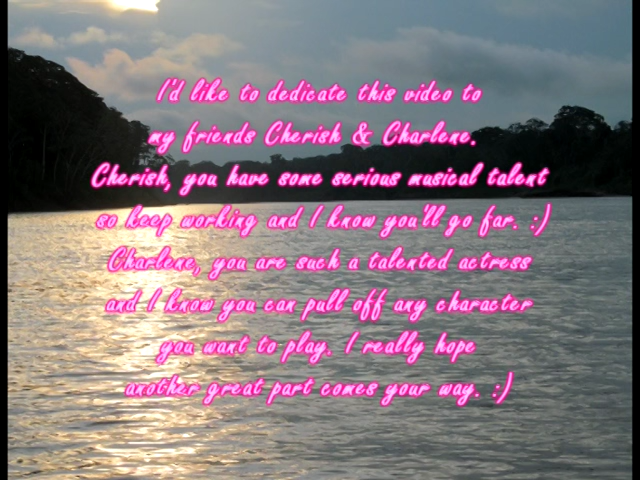 I'd like to dedicate this video to
my friends Cherish & Charlene.
Cherish, you have some serious musical talent
so keep working and I know you'll go far. :)
Charlene, you are such a talented actress
and I know you can pull off any character
you want to play. I really hope
another great part comes your way. :)